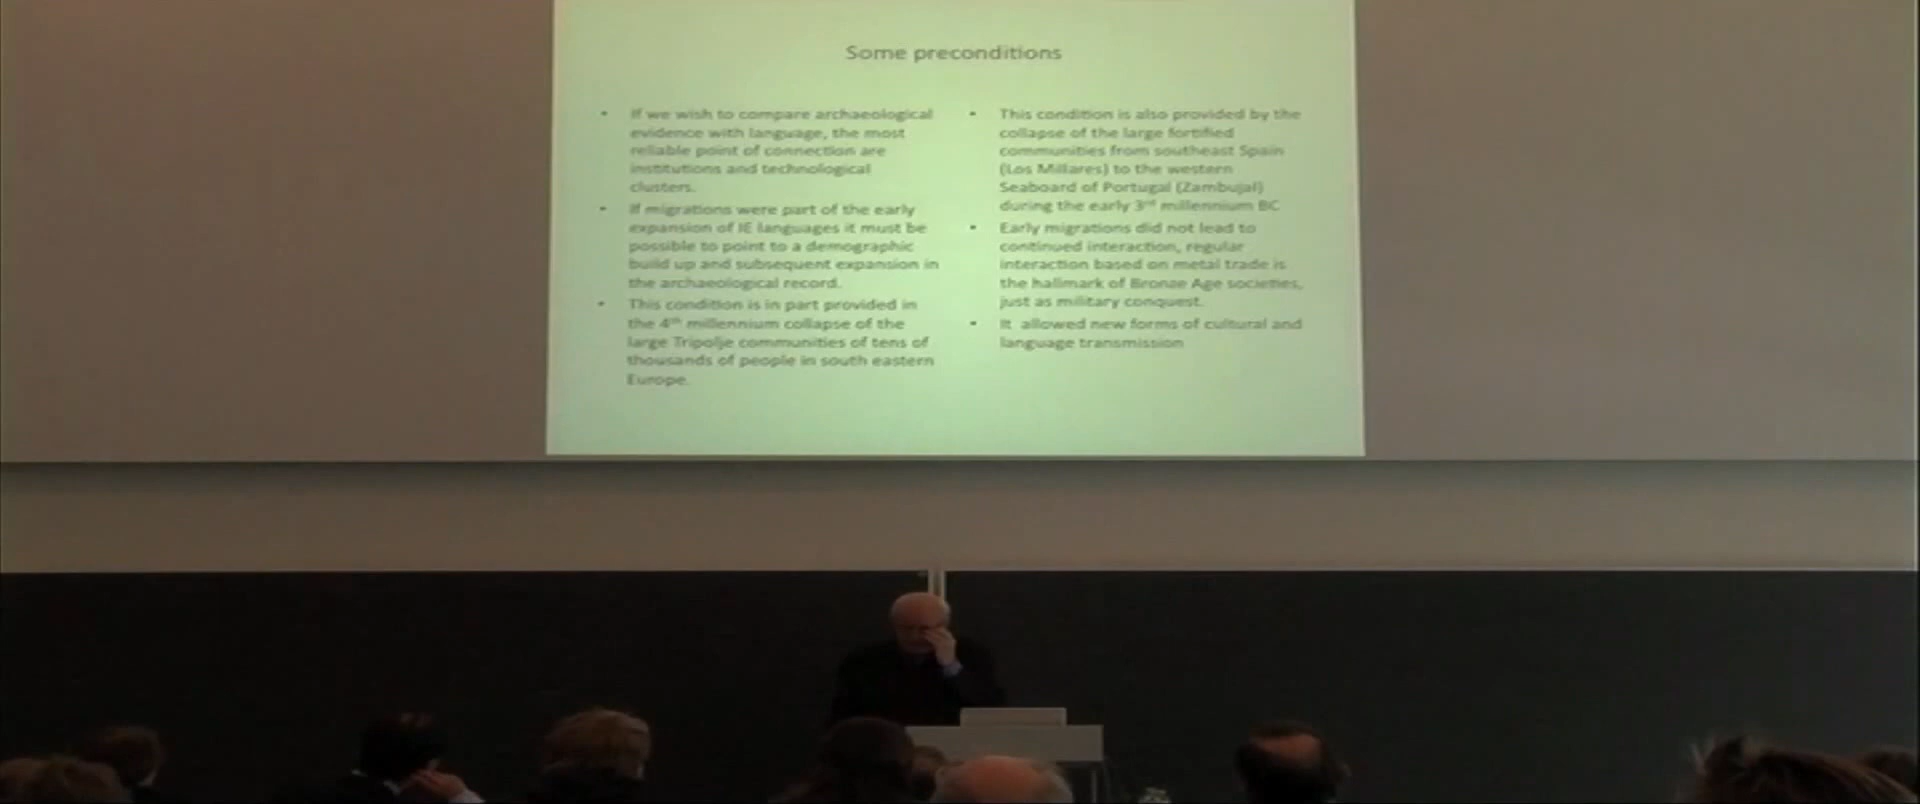 Some preconditions
• If we wish to compare archaeological
evidence with language, the most
reliable point of connection are
institutions and technological
clusters.
• If migrations were part of the early
expansion of IE languages it must be
possible to point to a demographic
build up and subsequent expansion in
the archaeological record.
• This condition is in part provided in
the 4th millennium collapse of the
large Tripolje communities of tens of
thousands of people in south eastern
Europe.
• This condition is also provided by the
collapse of the large fortified
communities from southeast Spain
(Los Millares) to the western
Seaboard of Portugal (Zambujal)
during the early 3rd millennium BC
• Early migrations did not lead to
continued interaction, regular
interaction based on metal trade is
the hallmark of Bronze Age societies,
just as military conquest.
• It allowed new forms of cultural and
language transmission